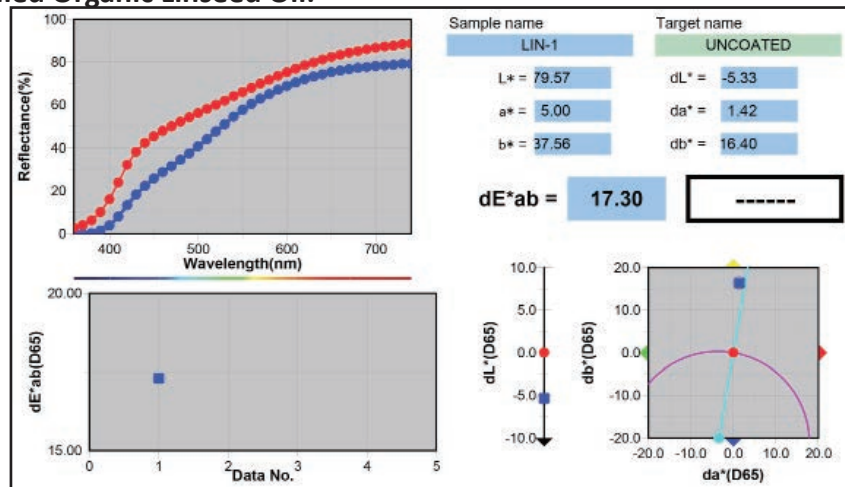 Organic Linseed Oil
100
80
60
40
20
0
Reflectance(%)
400 500 600 700
Wavelength(nm)
Sample name Target name
LIN-1 UNCOATED
L* = 79.57 dL* = -5.33
a* = 5.00 da* = 1.42
b* = 37.56 db* = 16.40
dE*ab = 17.30 ------
20.00
15.00
dE*ab(D65)
0 1 2 3 4 5
Data No.
10.0
5.0
0.0
-5.0
-10.0
dL*(D65)
20.0
10.0
0.0
-10.0
-20.0
db*(D65)
-20.0 -10.0 0.0 10.0 20.0
da*(D65)